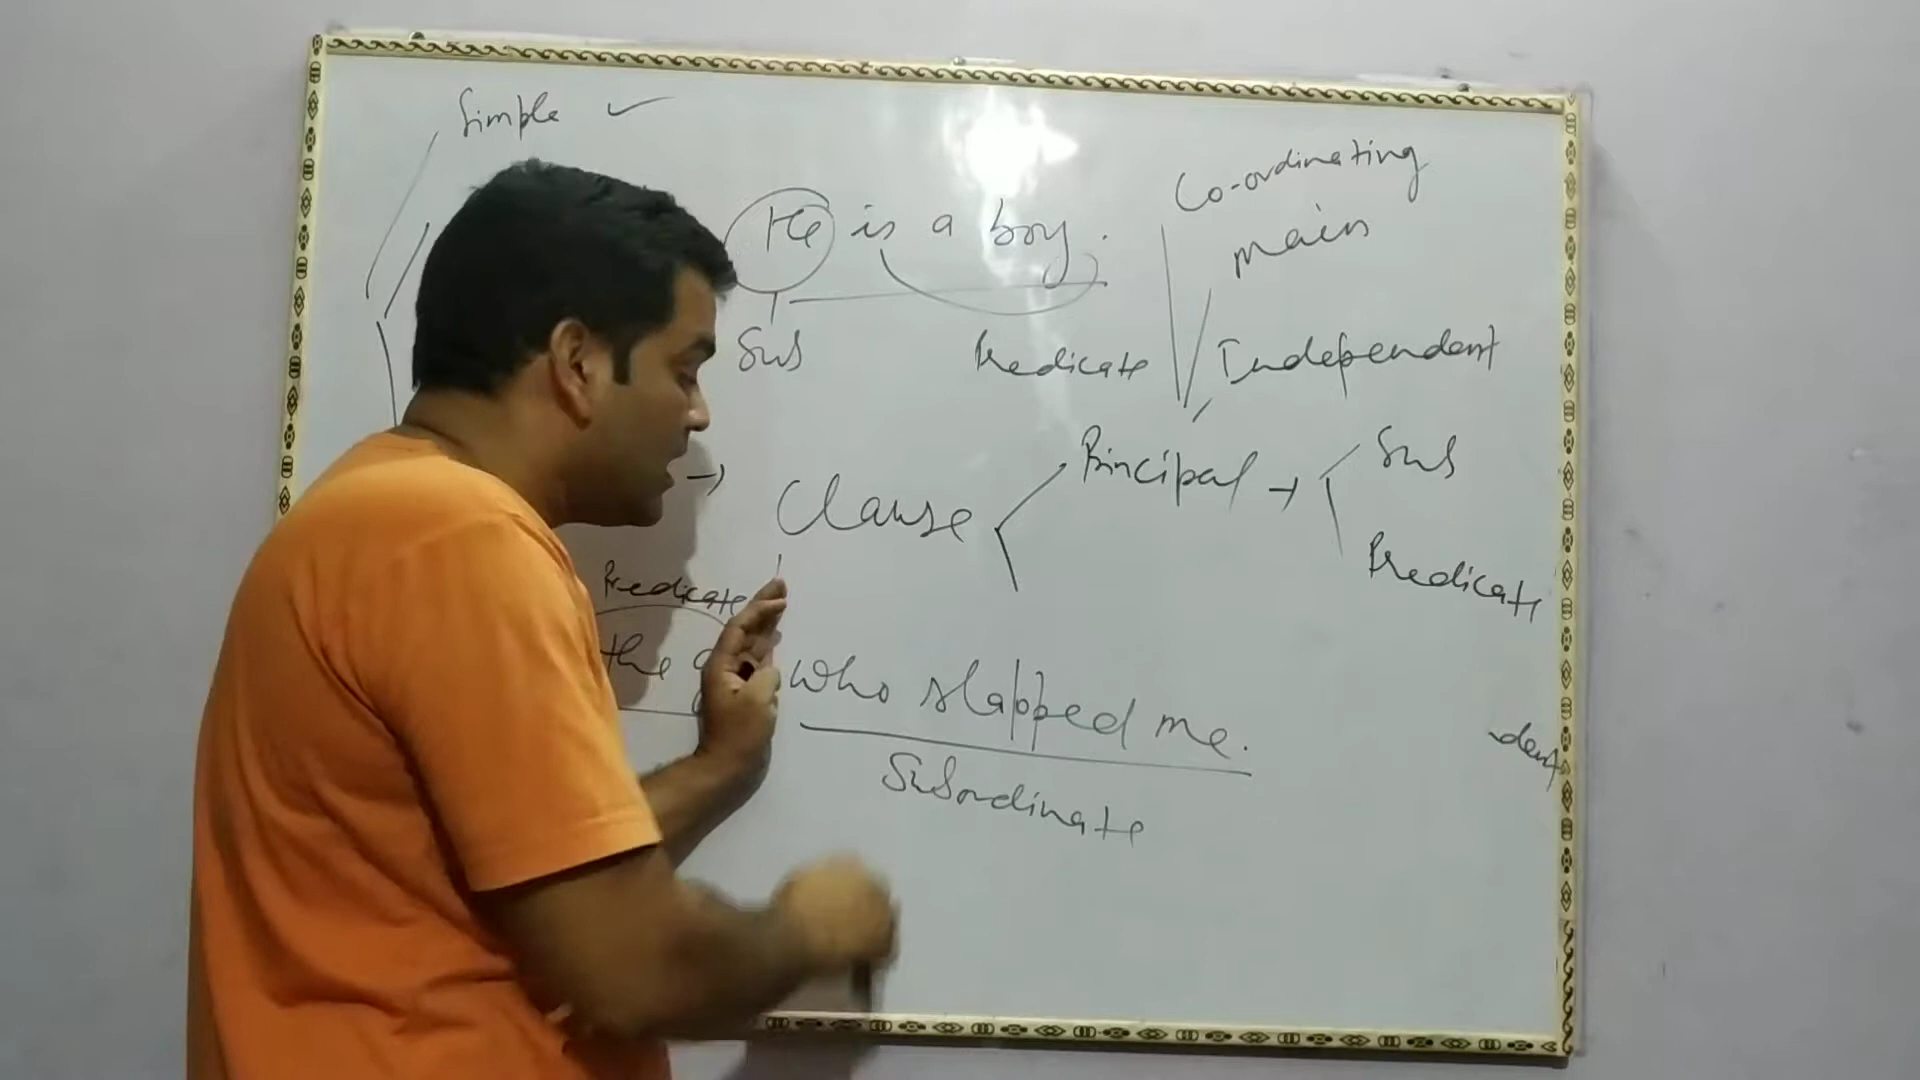 Simple
Co-ordinating
He is a boy.
main
Sub
Predicate
Independent
Principal → Sub
→ Clause
Predicate
Predicate
the who slapped me.
Subordinate